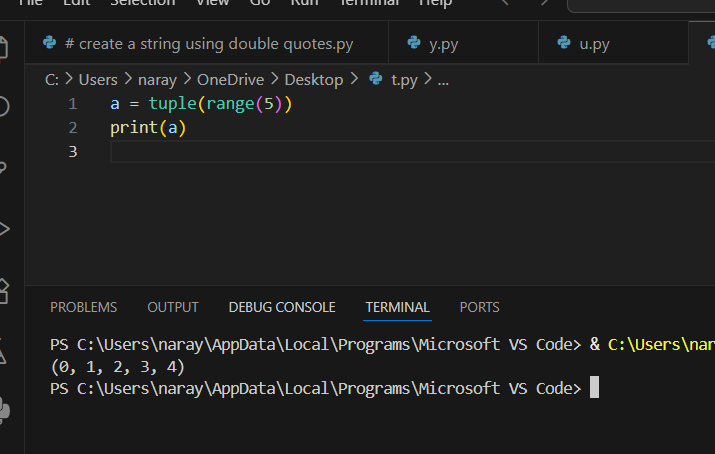 File Edit Selection View Go Run Terminal Help
# create a string using double quotes.py y.py u.py
C: > Users > naray > OneDrive > Desktop > t.py > ...
1 a = tuple(range(5))
2 print(a)
3
PROBLEMS OUTPUT DEBUG CONSOLE TERMINAL PORTS
PS C:\Users\naray\AppData\Local\Programs\Microsoft VS Code> & C:\Users\nar
(0, 1, 2, 3, 4)
PS C:\Users\naray\AppData\Local\Programs\Microsoft VS Code>